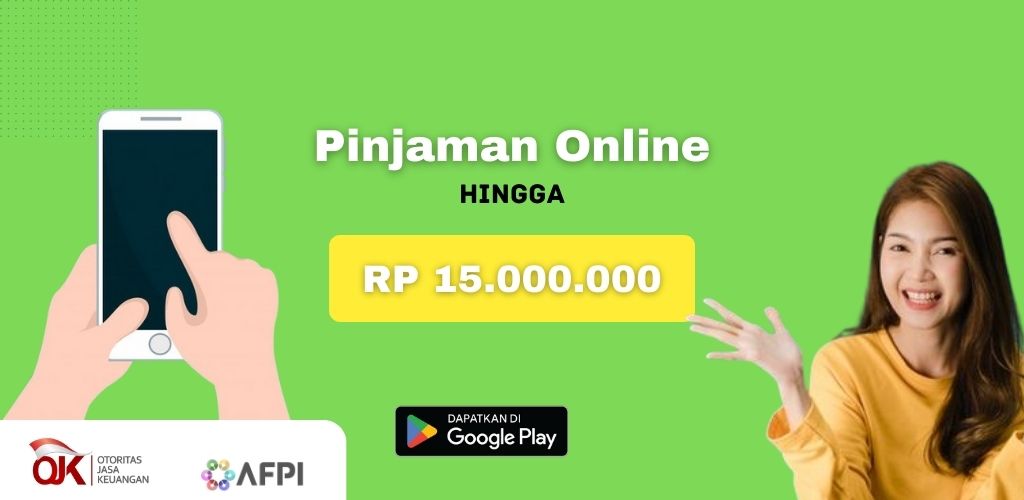 Pinjaman Online
HINGGA
RP 15.000.000
DAPATKAN DI
Google Play
OJK
OTORITAS
JASA
KEUANGAN
AFPI